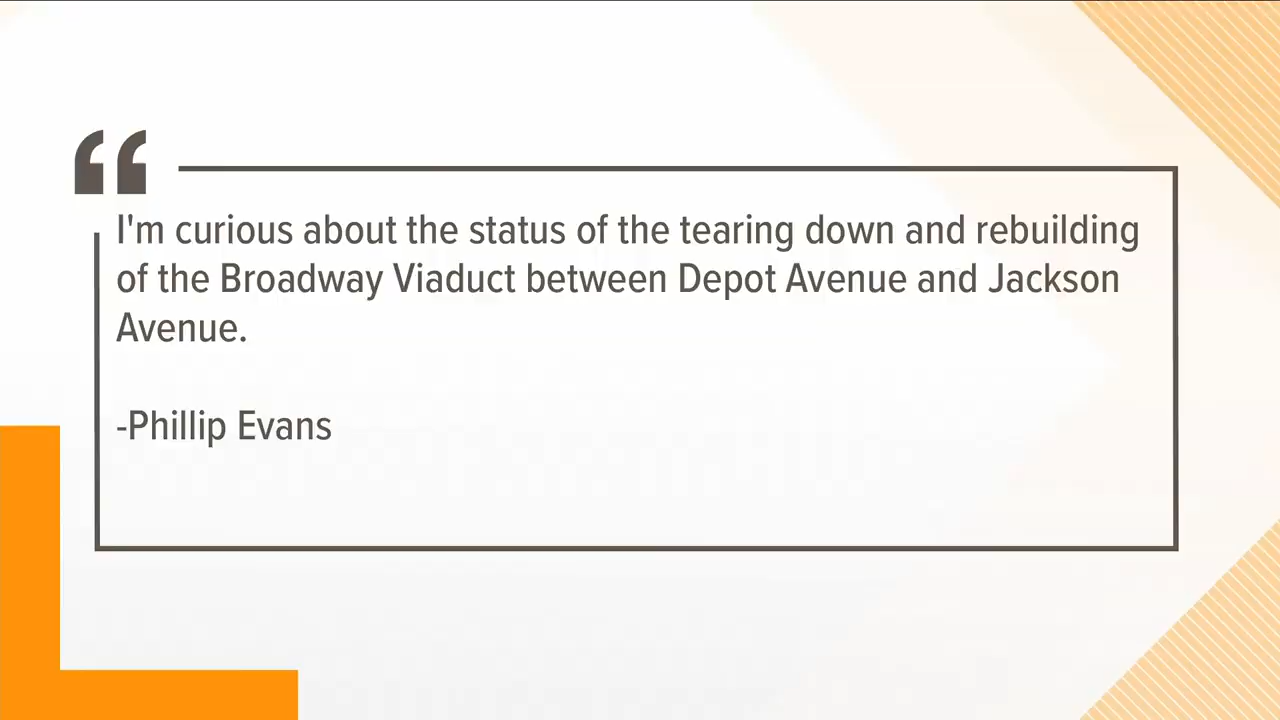 I'm curious about the status of the tearing down and rebuilding
of the Broadway Viaduct between Depot Avenue and Jackson
Avenue.
-Phillip Evans